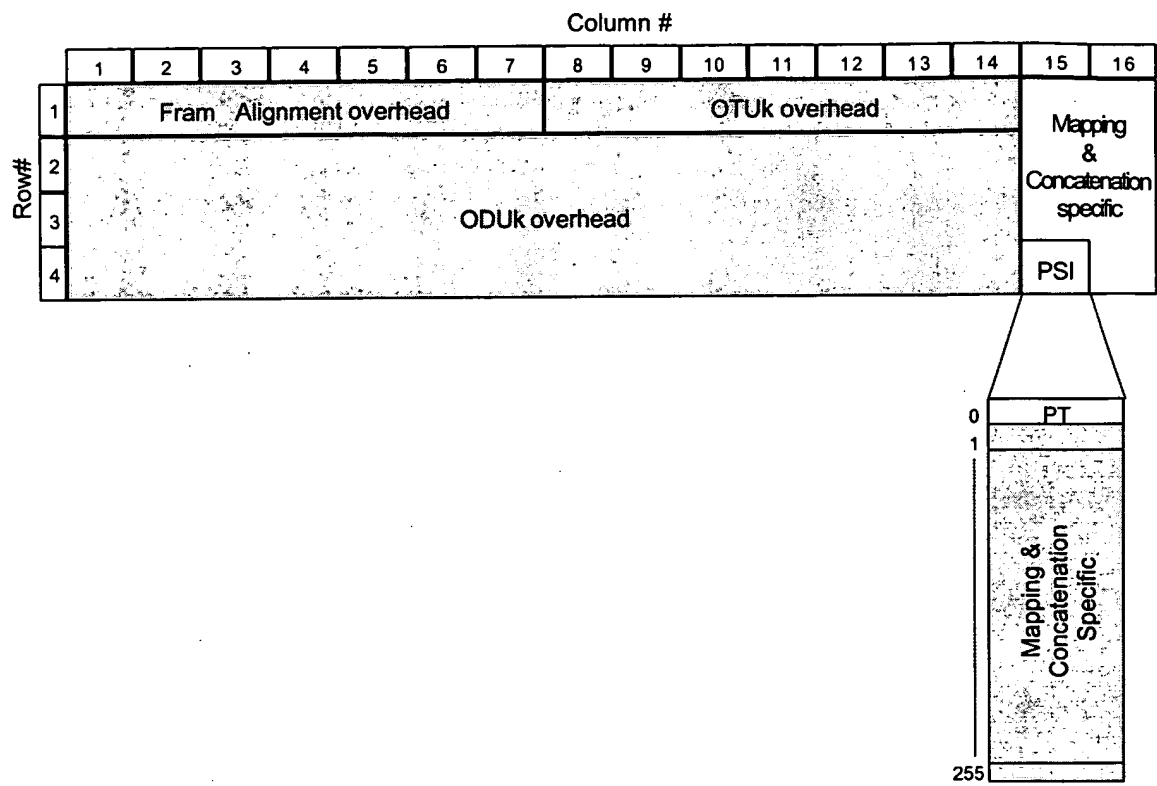 Column #
1 2 3 4 5 6 7 8 9 10 11 12 13 14 15 16
Row#
1
2
3
4
Fram Alignment overhead
OTUk overhead
ODUk overhead
Mapping
&
Concatenation
specific
PSI
0
PT
1
Mapping &
Concatenation
Specific
255